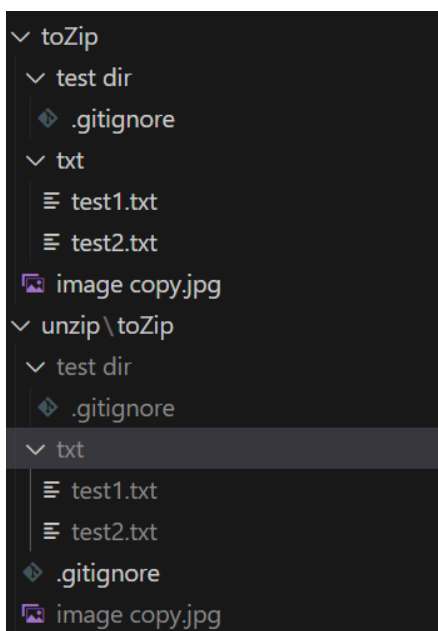 toZip
test dir
.gitignore
txt
test1.txt
test2.txt
image copy.jpg
unzip\toZip
test dir
.gitignore
txt
test1.txt
test2.txt
.gitignore
image copy.jpg